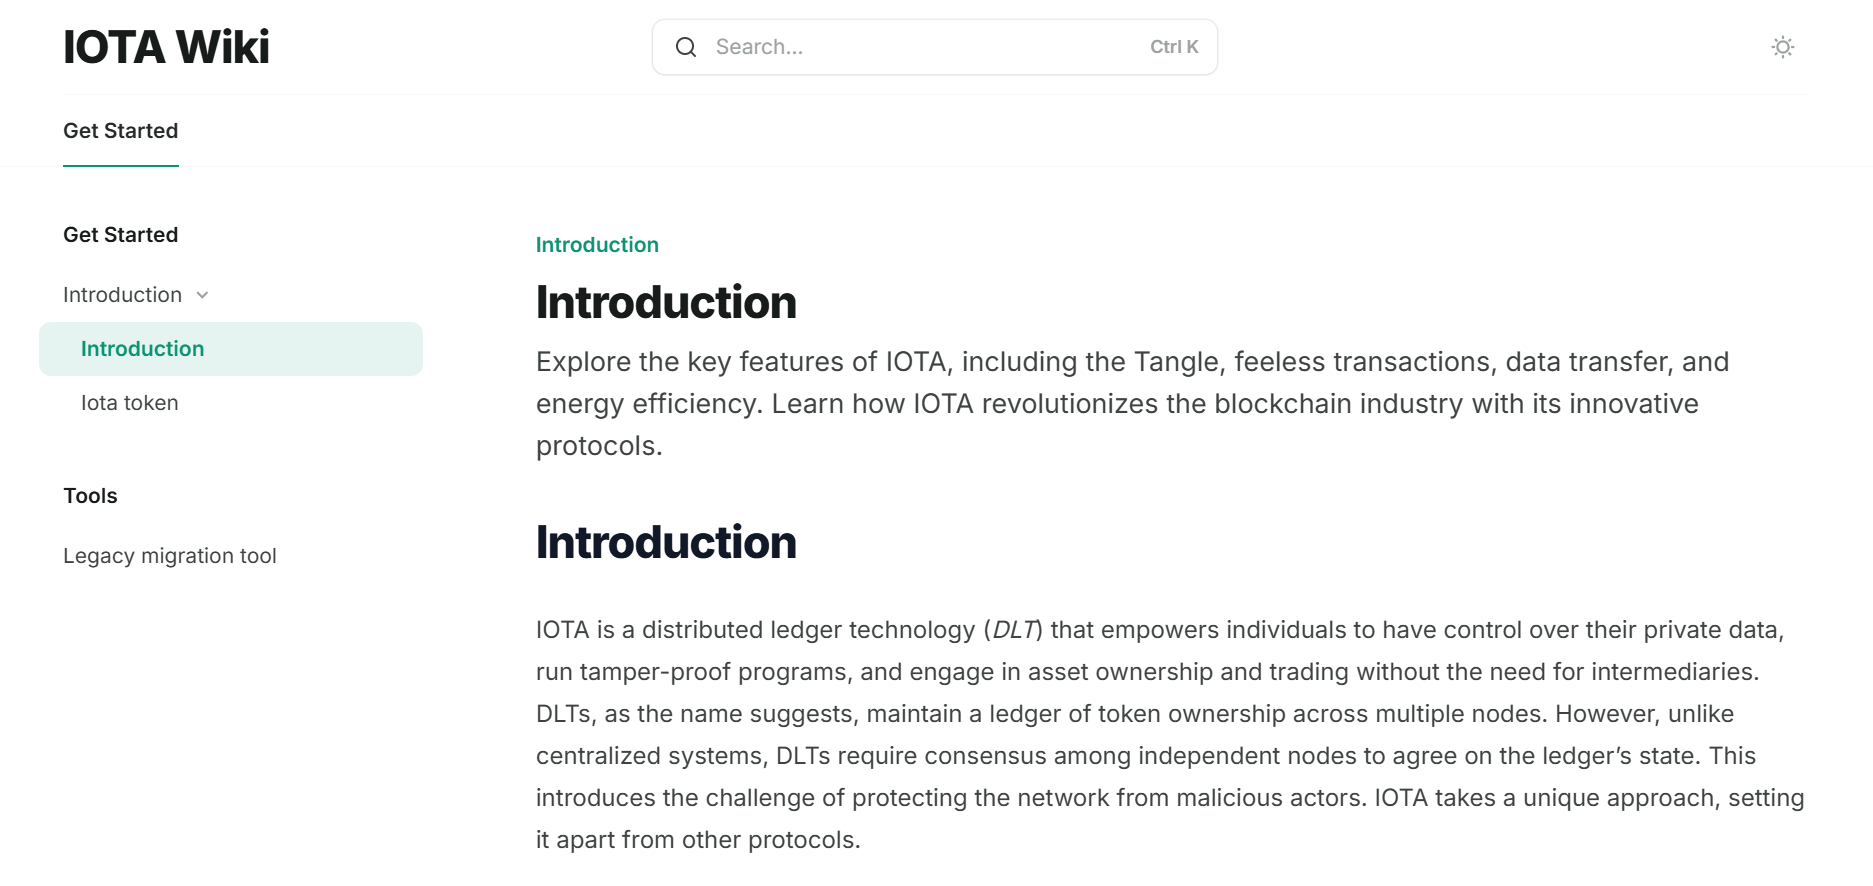 IOTA Wiki
Search...
Ctrl K
Get Started
Get Started
Introduction
Introduction
Iota token
Tools
Legacy migration tool
Introduction
Introduction
Explore the key features of IOTA, including the Tangle, feeless transactions, data transfer, and
energy efficiency. Learn how IOTA revolutionizes the blockchain industry with its innovative
protocols.
Introduction
IOTA is a distributed ledger technology (DLT) that empowers individuals to have control over their private data,
run tamper-proof programs, and engage in asset ownership and trading without the need for intermediaries.
DLTs, as the name suggests, maintain a ledger of token ownership across multiple nodes. However, unlike
centralized systems, DLTs require consensus among independent nodes to agree on the ledger’s state. This
introduces the challenge of protecting the network from malicious actors. IOTA takes a unique approach, setting
it apart from other protocols.